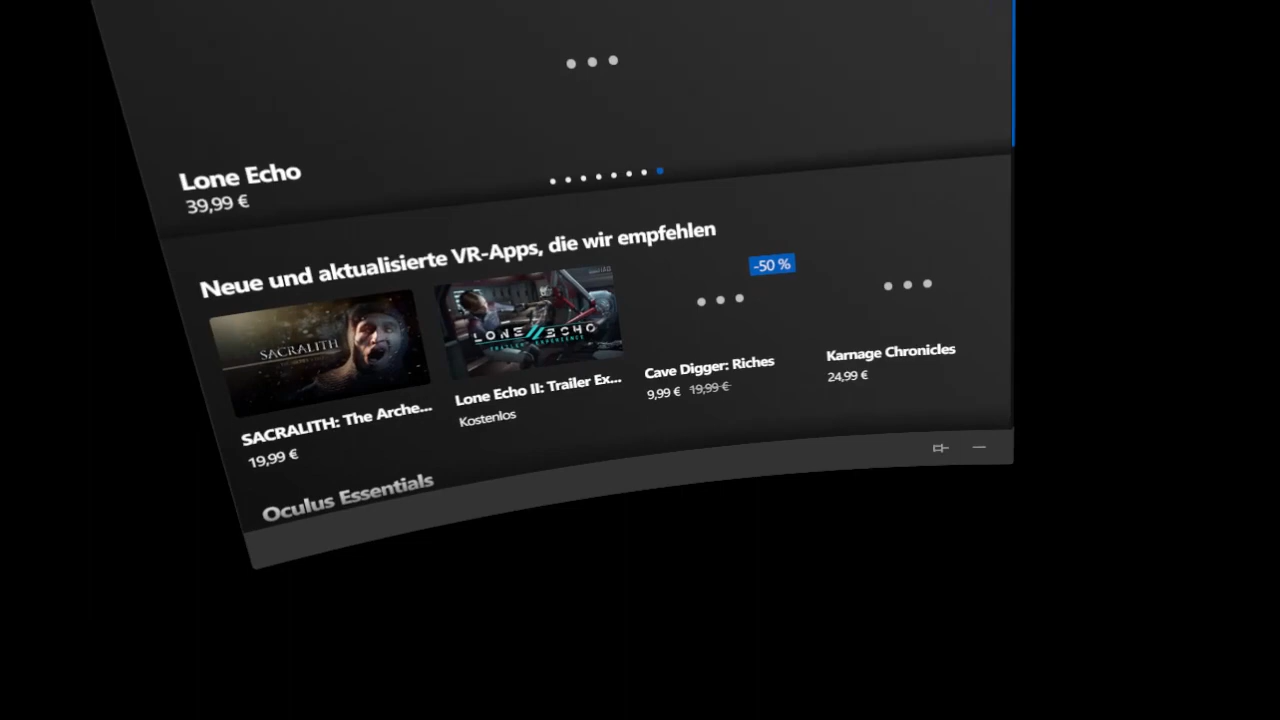 Lone Echo
39,99 €
Neue und aktualisierte VR-Apps, die wir empfehlen
-50 %
SACRALITH
LONE // ECHO
TRAILER EXPERIENCE
SACRALITH: The Arche...
19,99 €
Lone Echo II: Trailer Ex...
Kostenlos
Cave Digger: Riches
9,99 € 19,99 €
Karnage Chronicles
24,99 €
Oculus Essentials